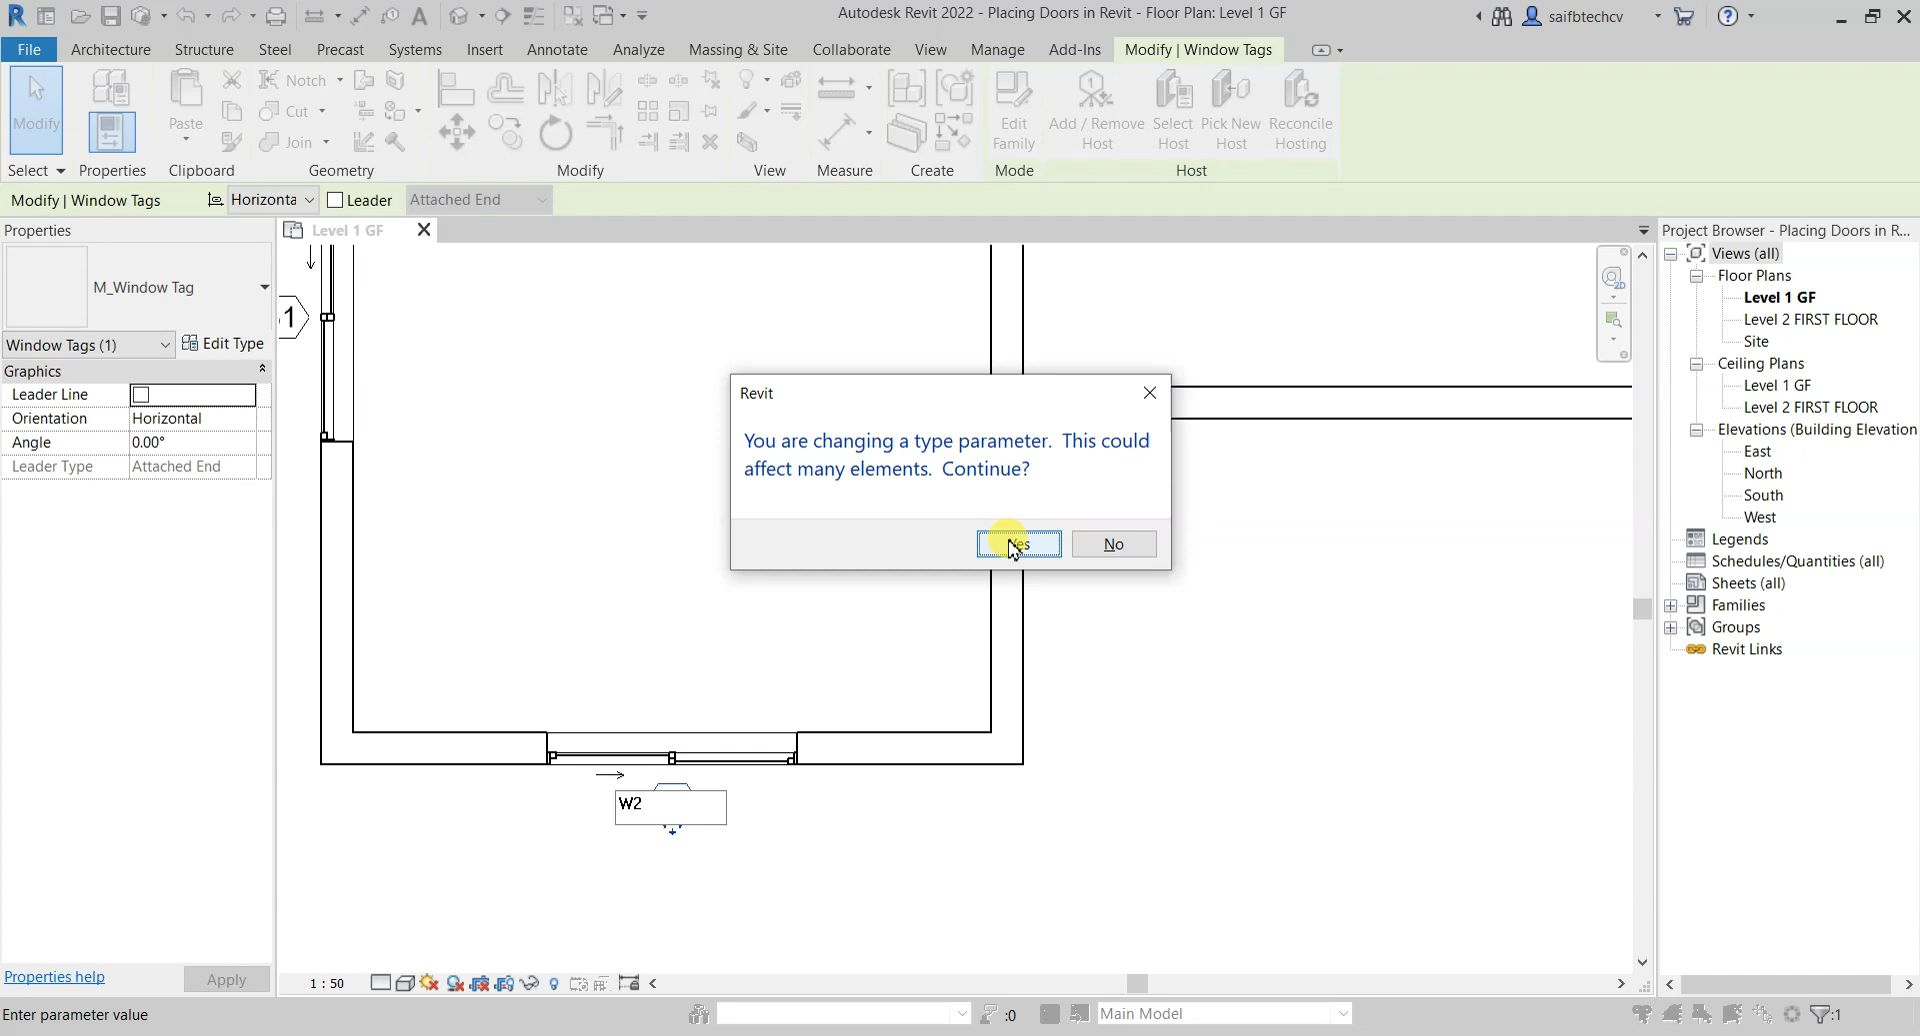 Autodesk Revit 2022 - Placing Doors in Revit - Floor Plan: Level 1 GF
saifbtechcv
File
Architecture
Structure
Steel
Precast
Systems
Insert
Annotate
Analyze
Massing & Site
Collaborate
View
Manage
Add-Ins
Modify | Window Tags
Modify
Paste
Notch
Cut
Join
Edit Family
Add / Remove Host
Select Host
Pick New Host
Reconcile Hosting
Select
Properties
Clipboard
Geometry
Modify
View
Measure
Create
Mode
Host
Modify | Window Tags
Horizonta
Leader
Attached End
Properties
Level 1 GF
Project Browser - Placing Doors in R...
M_Window Tag
Window Tags (1)
Edit Type
Graphics
Leader Line
Orientation Horizontal
Angle 0.00°
Leader Type Attached End
Properties help
Apply
1
W2
2D
Revit
You are changing a type parameter. This could
affect many elements. Continue?
Yes
No
Views (all)
Floor Plans
Level 1 GF
Level 2 FIRST FLOOR
Site
Ceiling Plans
Level 1 GF
Level 2 FIRST FLOOR
Elevations (Building Elevation
East
North
South
West
Legends
Schedules/Quantities (all)
Sheets (all)
Families
Groups
Revit Links
1 : 50
Enter parameter value
:0
Main Model
:1